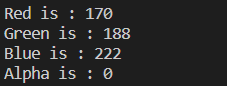 Red is : 170
Green is : 188
Blue is : 222
Alpha is : 0